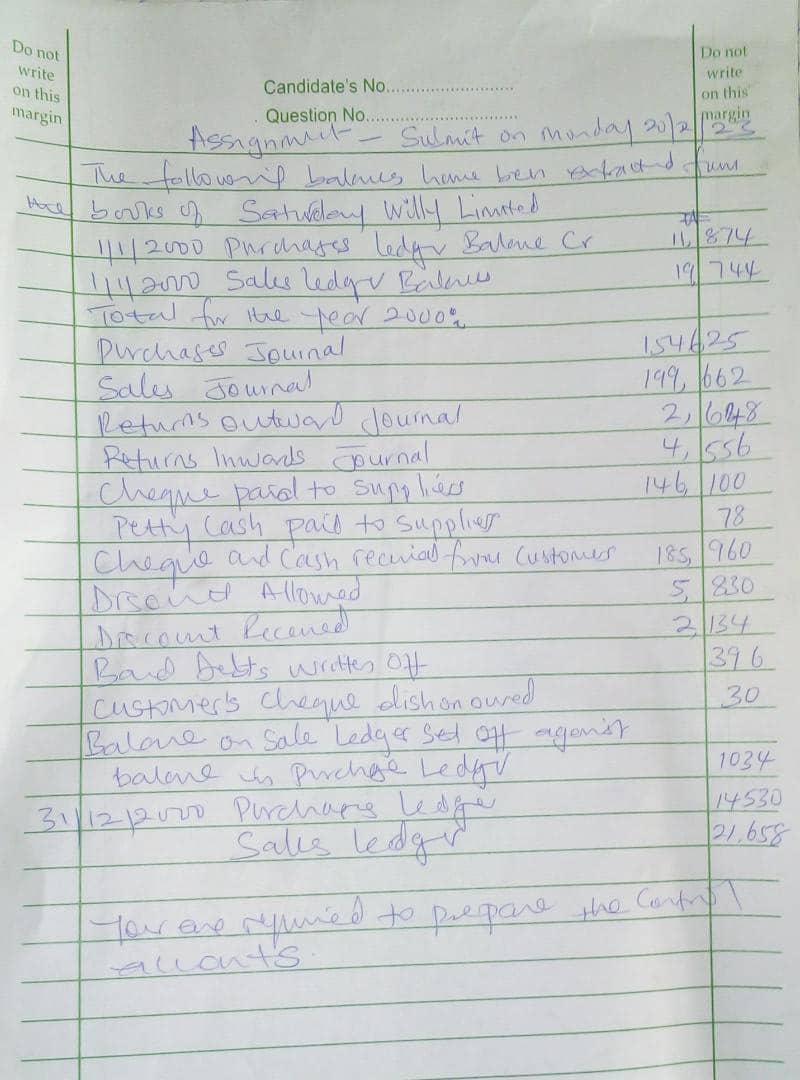 Do not
write
on this
margin
Do not
write
on this
margin
Candidate's No..............................
Question No..................................
Assignment - Submit on Monday 20/2/23
The following balances have been extracted from
the books of Saturday Willy Limited
1/1/2000 Purchases ledger Balance Cr 11,874
1/1/2000 Sales ledger Balances 19 744
Total for the year 2000:
Purchases Journal 154625
Sales Journal 199,662
Returns outward Journal 2,648
Returns Inwards Journal 4,556
Cheque paid to suppliers 146,100
Petty Cash paid to suppliers 78
Cheque and Cash received from Customers 185,960
Discount Allowed 5,830
Discount Received 2,134
Bad Debts written Off 396
Customer's Cheque dishonoured 30
Balance on Sale Ledger Set Off against
balance in Purchase Ledger 1034
31/12/2000 Purchases ledger 14530
Sales ledger 21,658
You are required to prepare the Control
accounts.